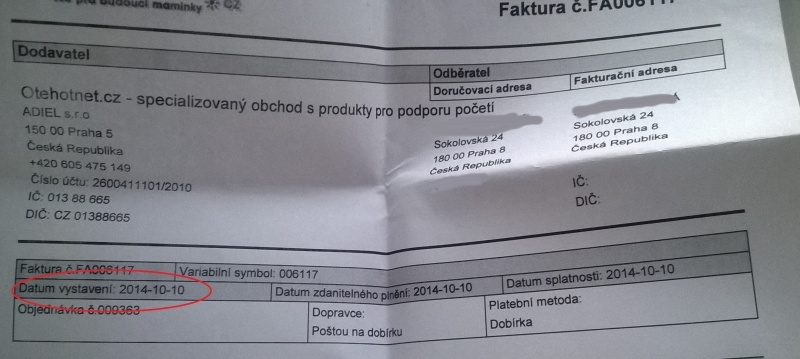 budoucí maminky CZ
Faktura č.FA006117
Dodavatel
Odběratel
Doručovací adresa
Fakturační adresa
Otehotnet.cz - specializovaný obchod s produkty pro podporu početí
ADIEL s.r.o
150 00 Praha 5
Česká Republika
+420 605 475 149
Číslo účtu: 2600411101/2010
IČ: 013 88 665
DIČ: CZ 01388665
Sokolovská 24
180 00 Praha 8
Česká Republika
Sokolovská 24
180 00 Praha 8
Česká Republika
IČ:
DIČ:
Faktura č.FA006117
Variabilní symbol: 006117
Datum vystavení: 2014-10-10
Datum zdanitelného plnění: 2014-10-10
Datum splatnosti: 2014-10-10
Objednávka č.009363
Dopravce:
Poštou na dobírku
Platební metoda:
Dobírka